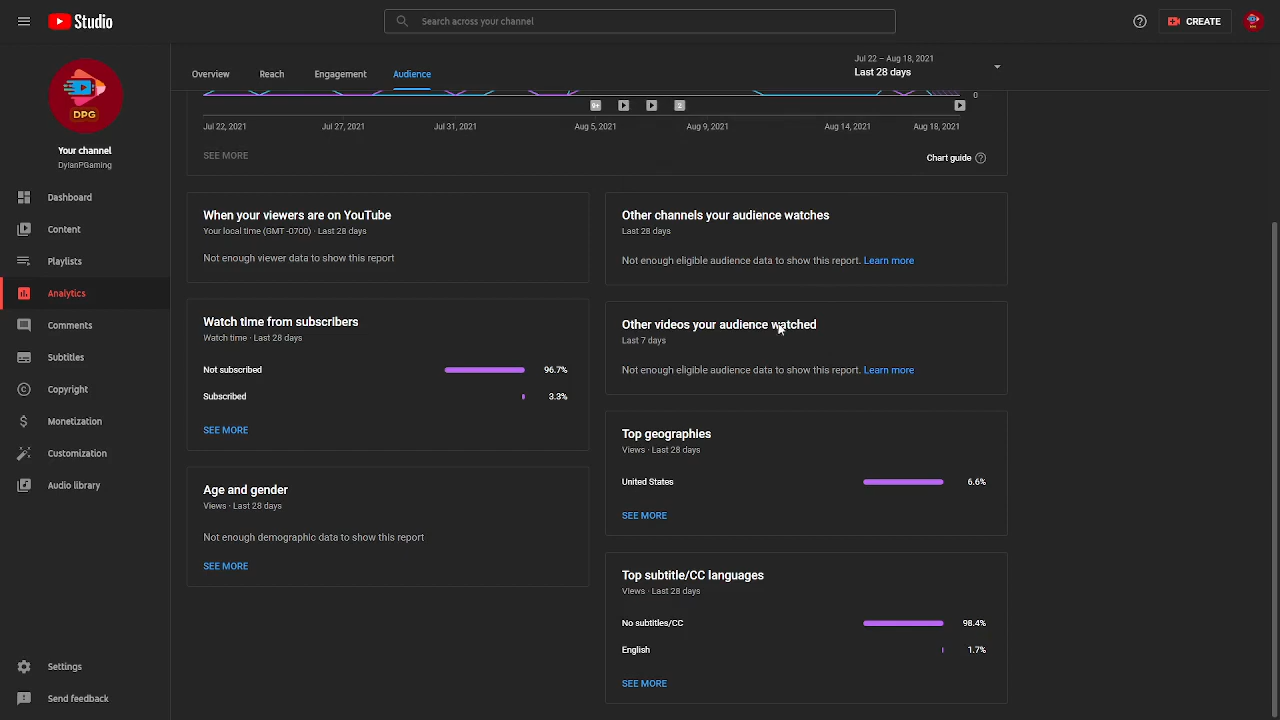 Studio
Search across your channel
CREATE
DPG
Your channel
DylanPGaming
Dashboard
Content
Playlists
Analytics
Comments
Subtitles
Copyright
Monetization
Customization
Audio library
Settings
Send feedback
Overview
Reach
Engagement
Audience
Jul 22 – Aug 18, 2021
Last 28 days
0
9+
2
Jul 22, 2021
Jul 27, 2021
Jul 31, 2021
Aug 5, 2021
Aug 9, 2021
Aug 14, 2021
Aug 18, 2021
SEE MORE
Chart guide
When your viewers are on YouTube
Your local time (GMT -0700) · Last 28 days
Not enough viewer data to show this report
Watch time from subscribers
Watch time · Last 28 days
Not subscribed 96.7%
Subscribed 3.3%
SEE MORE
Age and gender
Views · Last 28 days
Not enough demographic data to show this report
SEE MORE
Other channels your audience watches
Last 28 days
Not enough eligible audience data to show this report. Learn more
Other videos your audience watched
Last 7 days
Not enough eligible audience data to show this report. Learn more
Top geographies
Views · Last 28 days
United States 6.6%
SEE MORE
Top subtitle/CC languages
Views · Last 28 days
No subtitles/CC 98.4%
English 1.7%
SEE MORE